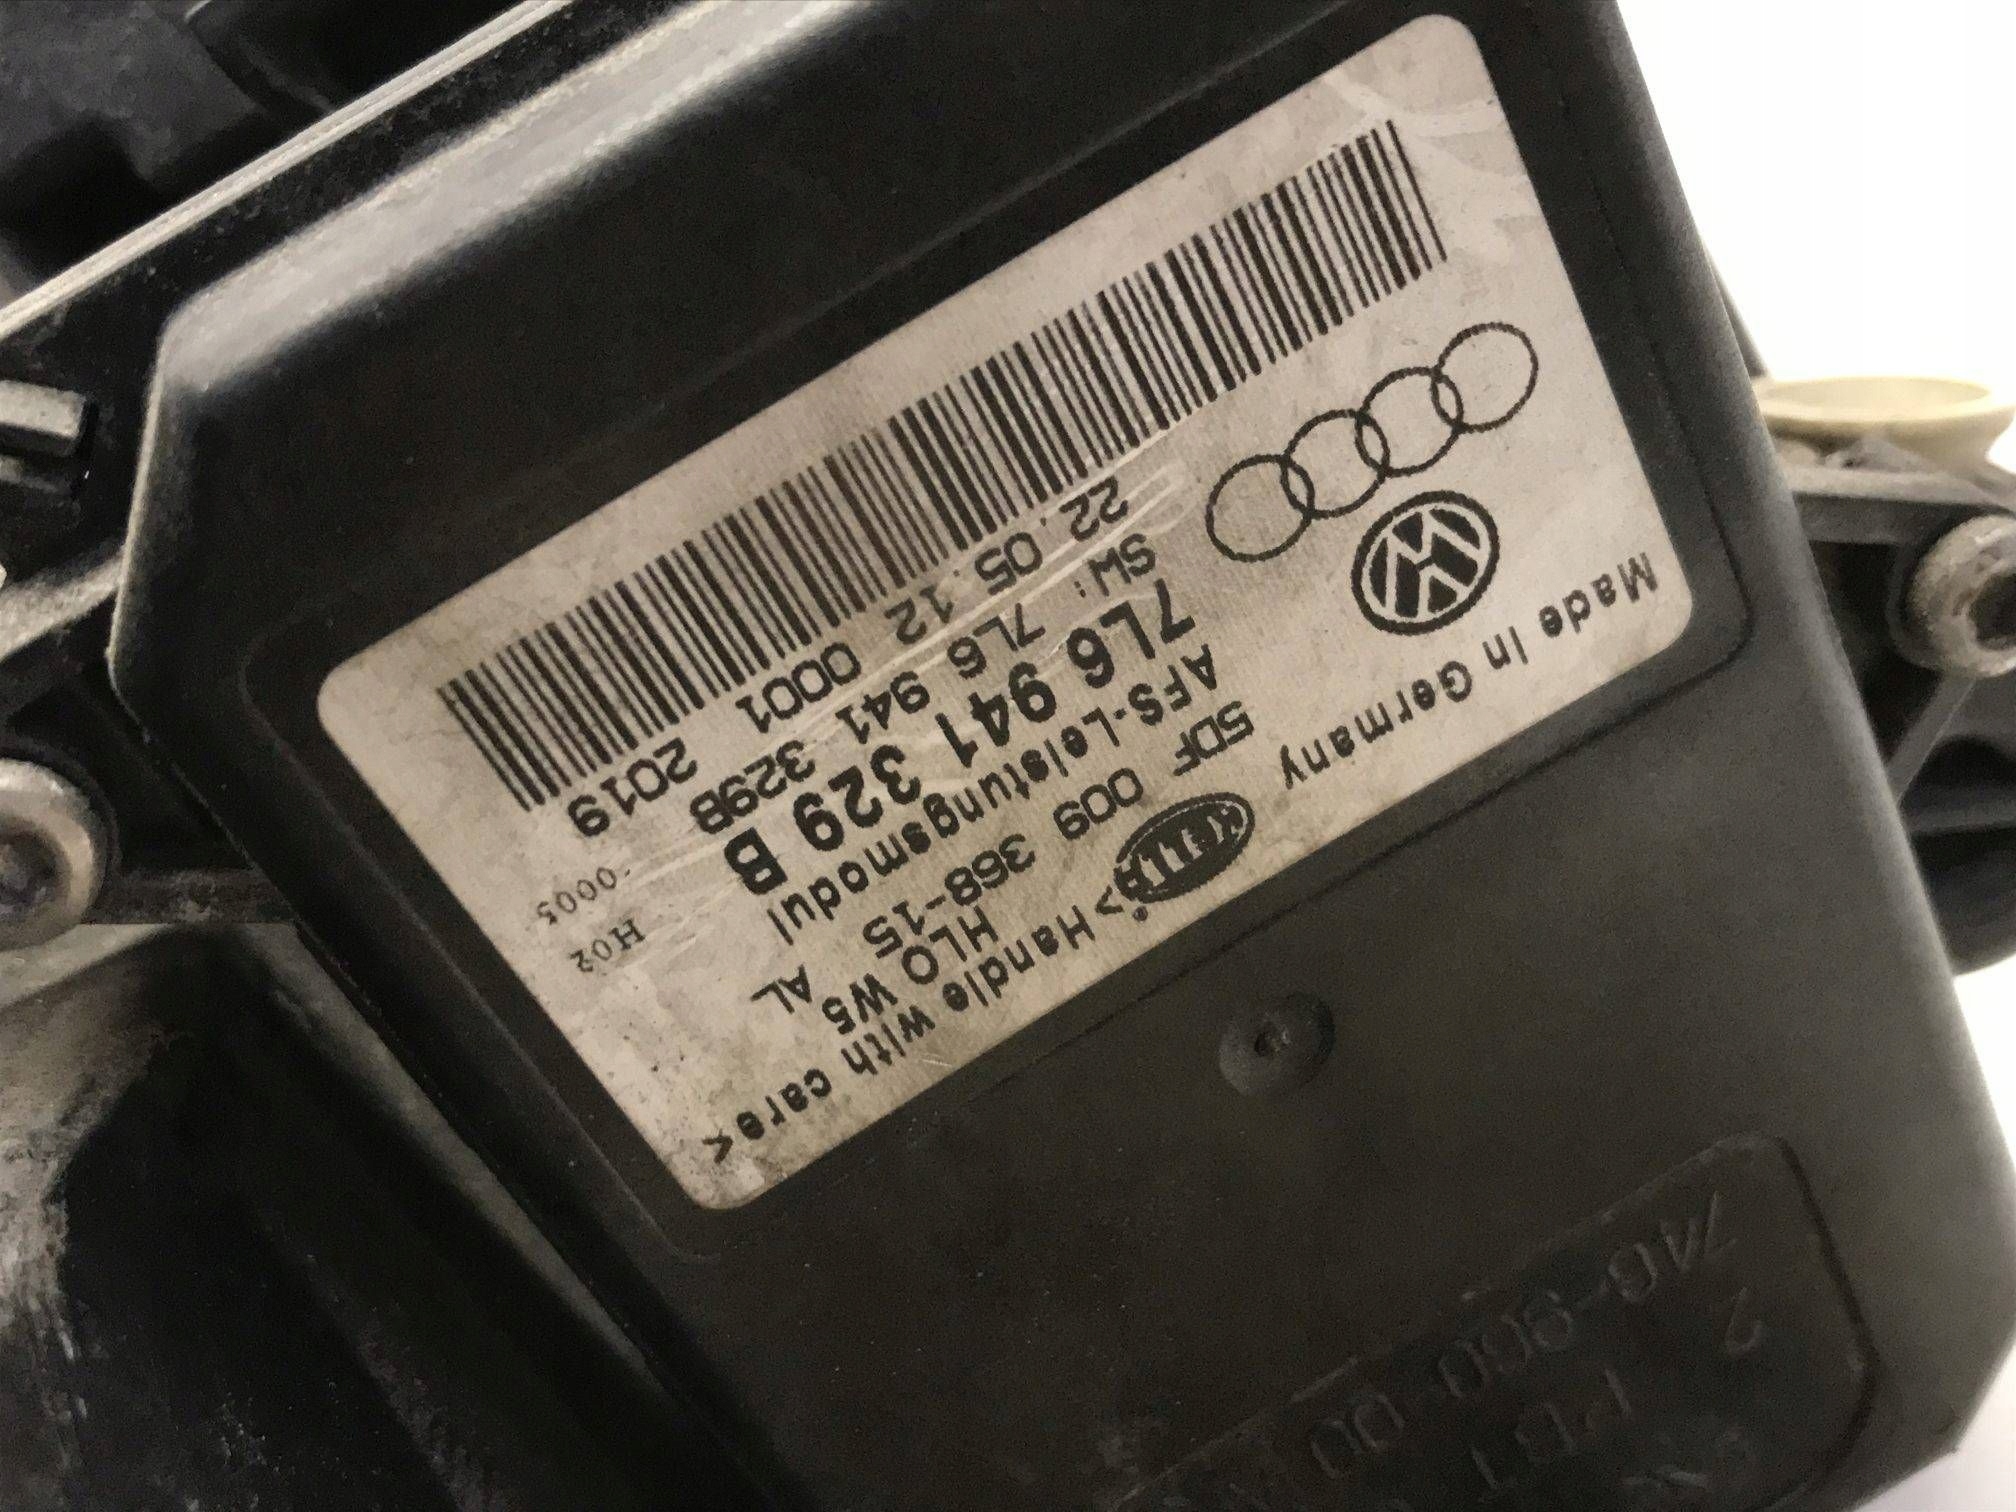 Made in Germany >Handle with care<
HELLA HLO W5 AL
5DF 009 368-15
AFS-Leistungsmodul
7L6 941 329 B H02
SW: 7L6 941 329B 0005
22.05.12 0001 2019